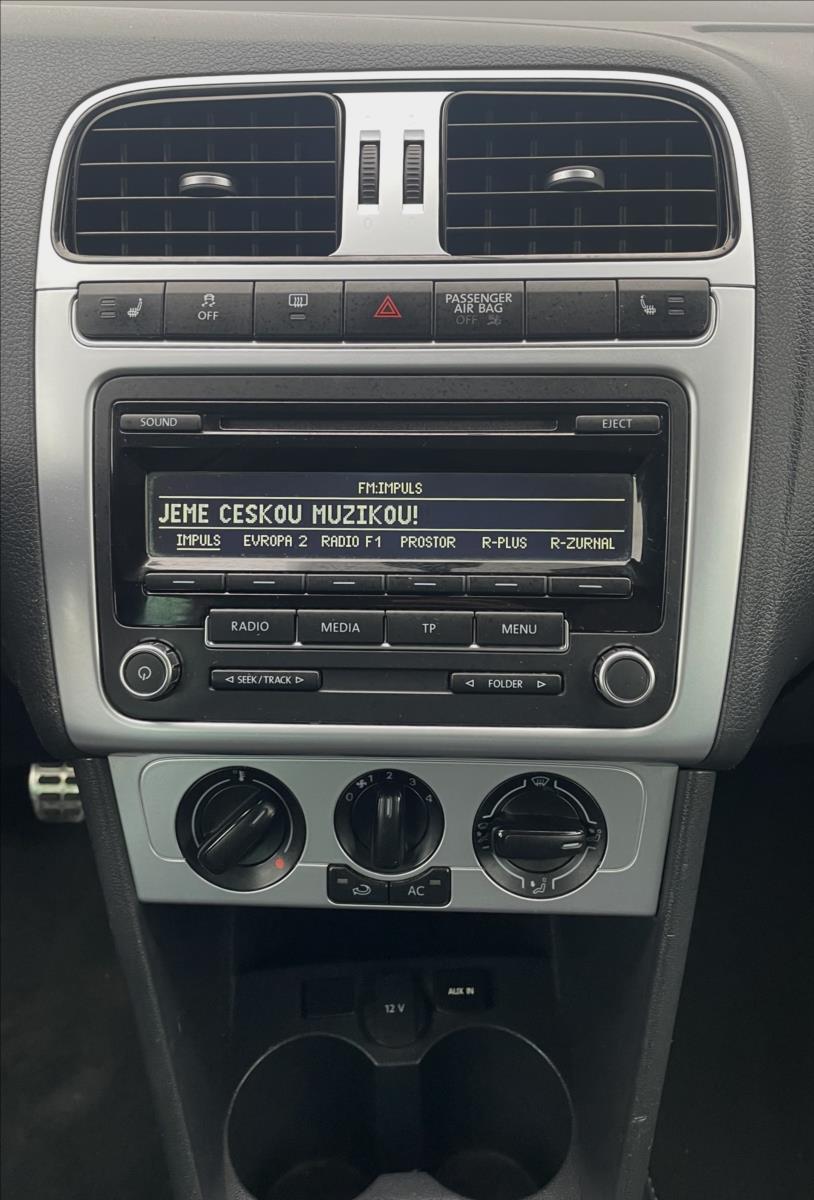 OFF
PASSENGER
AIR BAG
OFF
SOUND
EJECT
FM:IMPULS
JEME CESKOU MUZIKOU!
IMPULS EVROPA 2 RADIO F1 PROSTOR R-PLUS R-ZURNAL
RADIO MEDIA TP MENU
SEEK/TRACK
FOLDER
0 1 2 3 4
AC
12 V
AUX IN